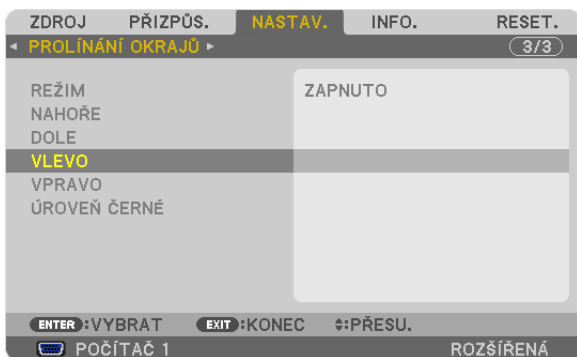 ZDROJ PŘIZPŮS. NASTAV. INFO. RESET.
◂ PROLÍNÁNÍ OKRAJŮ ▸ 3/3
REŽIM ZAPNUTO
NAHOŘE
DOLE
VLEVO
VPRAVO
ÚROVEŇ ČERNÉ
ENTER:VYBRAT EXIT:KONEC ♦:PŘESU.
POČÍTAČ 1 ROZŠÍŘENÁ